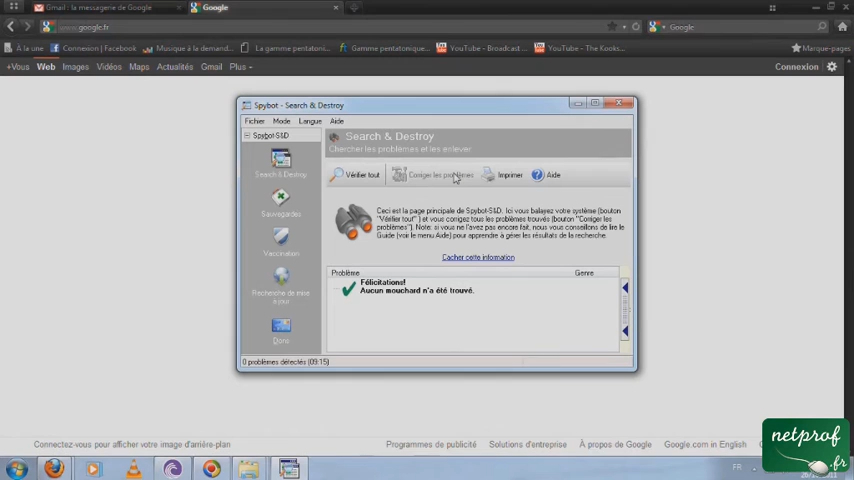 Gmail : la messagerie de Google
Google
www.google.fr
Google
À la une
Connexion | Facebook
Musique à la demand...
La gamme pentatoni...
Gamme pentatonique...
YouTube - Broadcast ...
YouTube - The Kooks...
Marque-pages
+Vous Web Images Vidéos Maps Actualités Gmail Plus
Connexion
Spybot - Search & Destroy
Fichier Mode Langue Aide
Spybot-S&D
Search & Destroy
Chercher les problèmes et les enlever
Search & Destroy
Vérifier tout
Corriger les problèmes
Imprimer
Aide
Sauvegardes
Ceci est la page principale de Spybot-S&D. Ici vous balayez votre système (bouton
"Vérifier tout" ) et vous corrigez tous les problèmes trouvés (bouton "Corriger les
problèmes"). Note: si vous ne l'avez pas encore fait, nous vous conseillons de lire le
Guide (voir le menu Aide) pour apprendre à gérer les résultats de la recherche.
Vaccination
Cacher cette information
Problème
Genre
Félicitations!
Aucun mouchard n'a été trouvé.
Recherche de mise
à jour
Dons
0 problèmes détectés (09:15)
Connectez-vous pour afficher votre image d'arrière-plan
Programmes de publicité
Solutions d'entreprise
À propos de Google
Google.com in English
netprof
.fr
FR